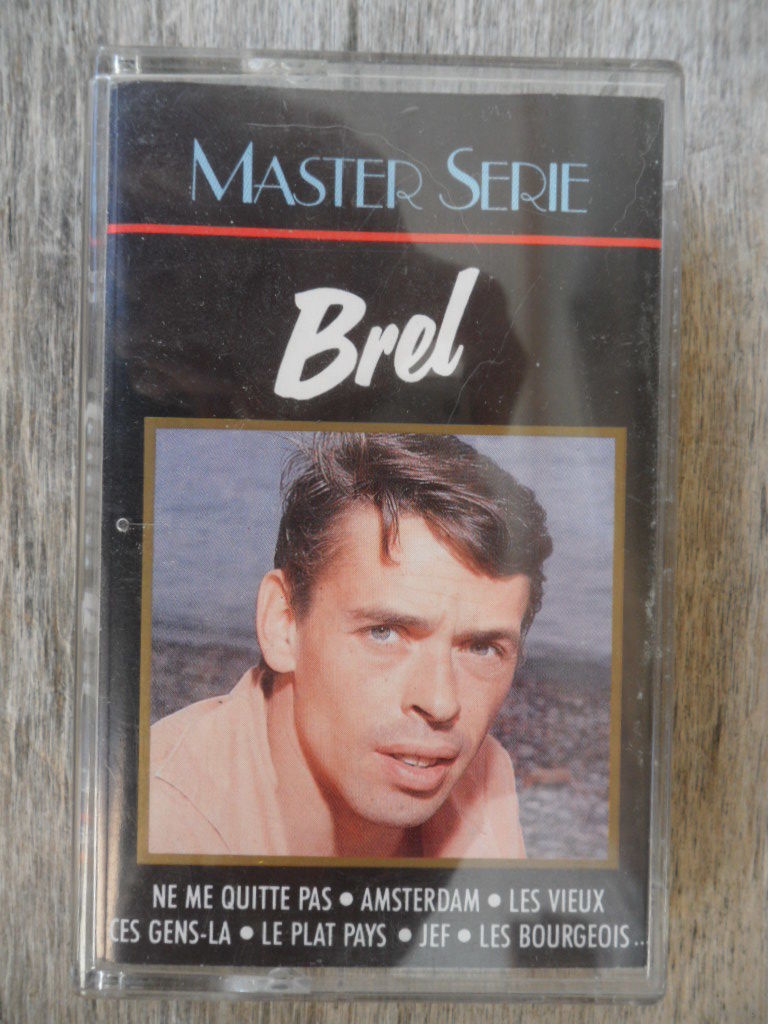 MASTER SERIE
Brel
NE ME QUITTE PAS • AMSTERDAM • LES VIEUX
CES GENS-LA • LE PLAT PAYS • JEF • LES BOURGEOIS...